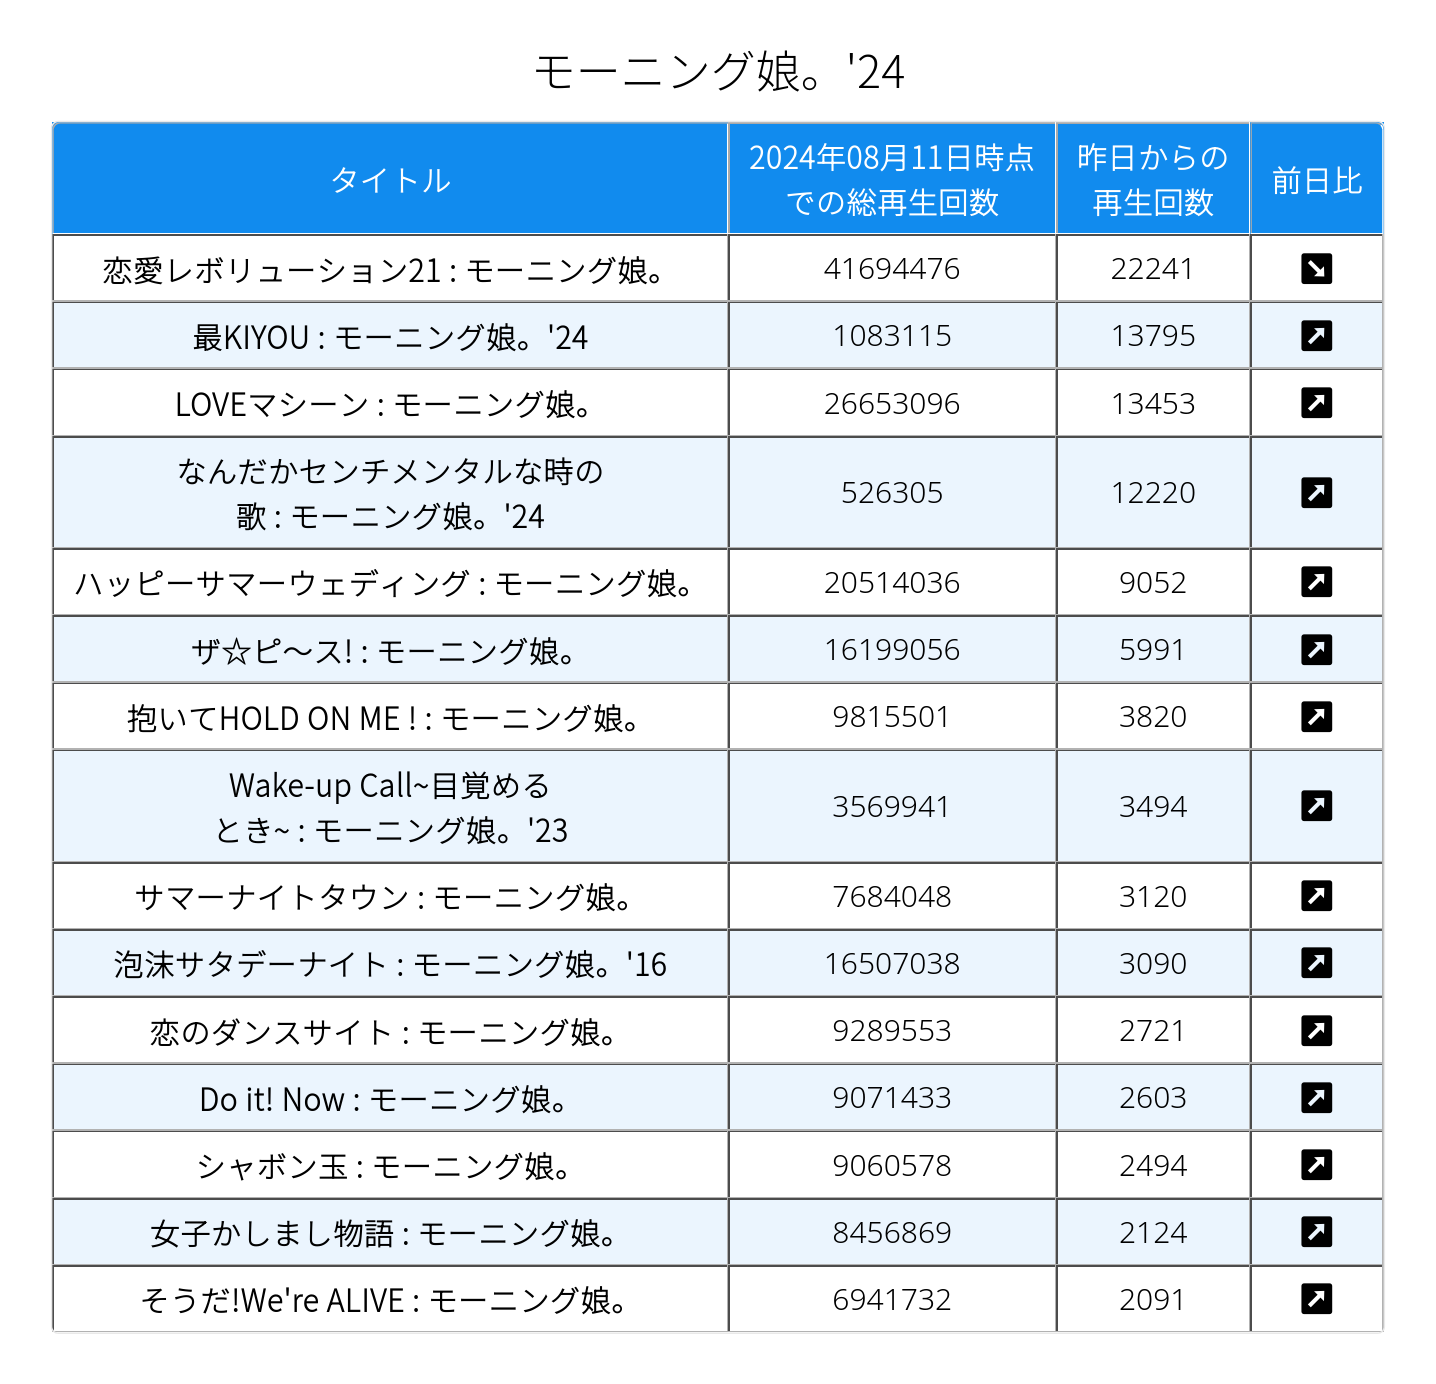 モーニング娘。'24
タイトル
2024年08月11日時点
での総再生回数
昨日からの
再生回数
前日比
恋愛レボリューション21 : モーニング娘。 41694476 22241
最KIYOU : モーニング娘。'24 1083115 13795
LOVEマシーン : モーニング娘。 26653096 13453
なんだかセンチメンタルな時の
歌 : モーニング娘。'24 526305 12220
ハッピーサマーウェディング : モーニング娘。 20514036 9052
ザ☆ピ〜ス! : モーニング娘。 16199056 5991
抱いてHOLD ON ME ! : モーニング娘。 9815501 3820
Wake-up Call~目覚める
とき~ : モーニング娘。'23 3569941 3494
サマーナイトタウン : モーニング娘。 7684048 3120
泡沫サタデーナイト : モーニング娘。'16 16507038 3090
恋のダンスサイト : モーニング娘。 9289553 2721
Do it! Now : モーニング娘。 9071433 2603
シャボン玉 : モーニング娘。 9060578 2494
女子かしまし物語 : モーニング娘。 8456869 2124
そうだ!We're ALIVE : モーニング娘。 6941732 2091